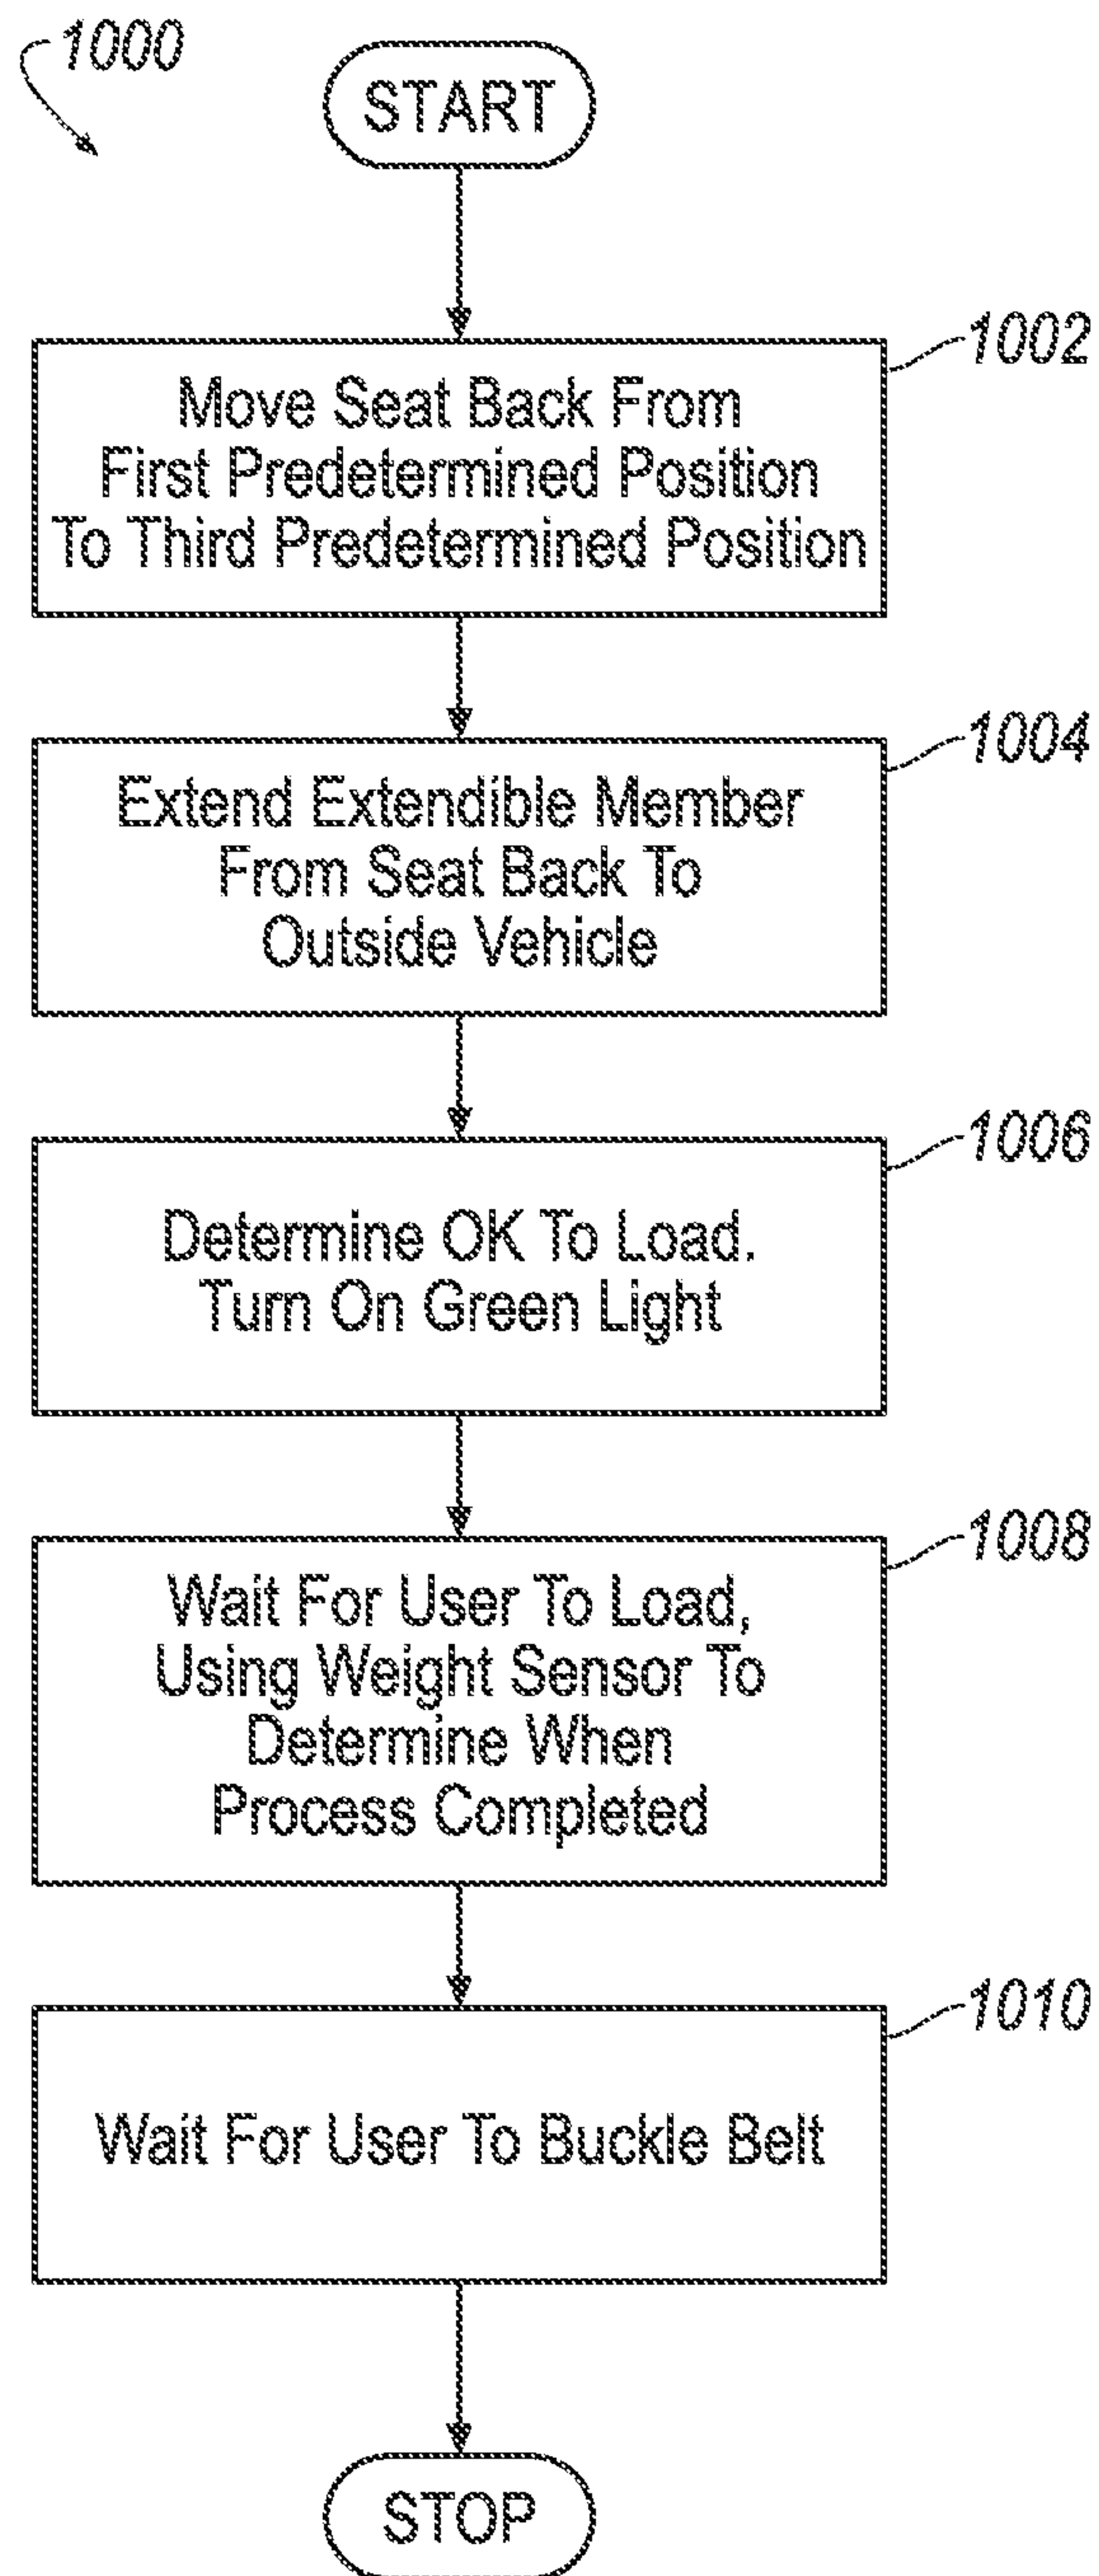 1000
START
1002
Move Seat Back From
First Predetermined Position
To Third Predetermined Position
1004
Extend Extendible Member
From Seat Back To
Outside Vehicle
1006
Determine OK To Load.
Turn On Green Light
1008
Wait For User To Load,
Using Weight Sensor To
Determine When
Process Completed
1010
Wait For User To Buckle Belt
STOP